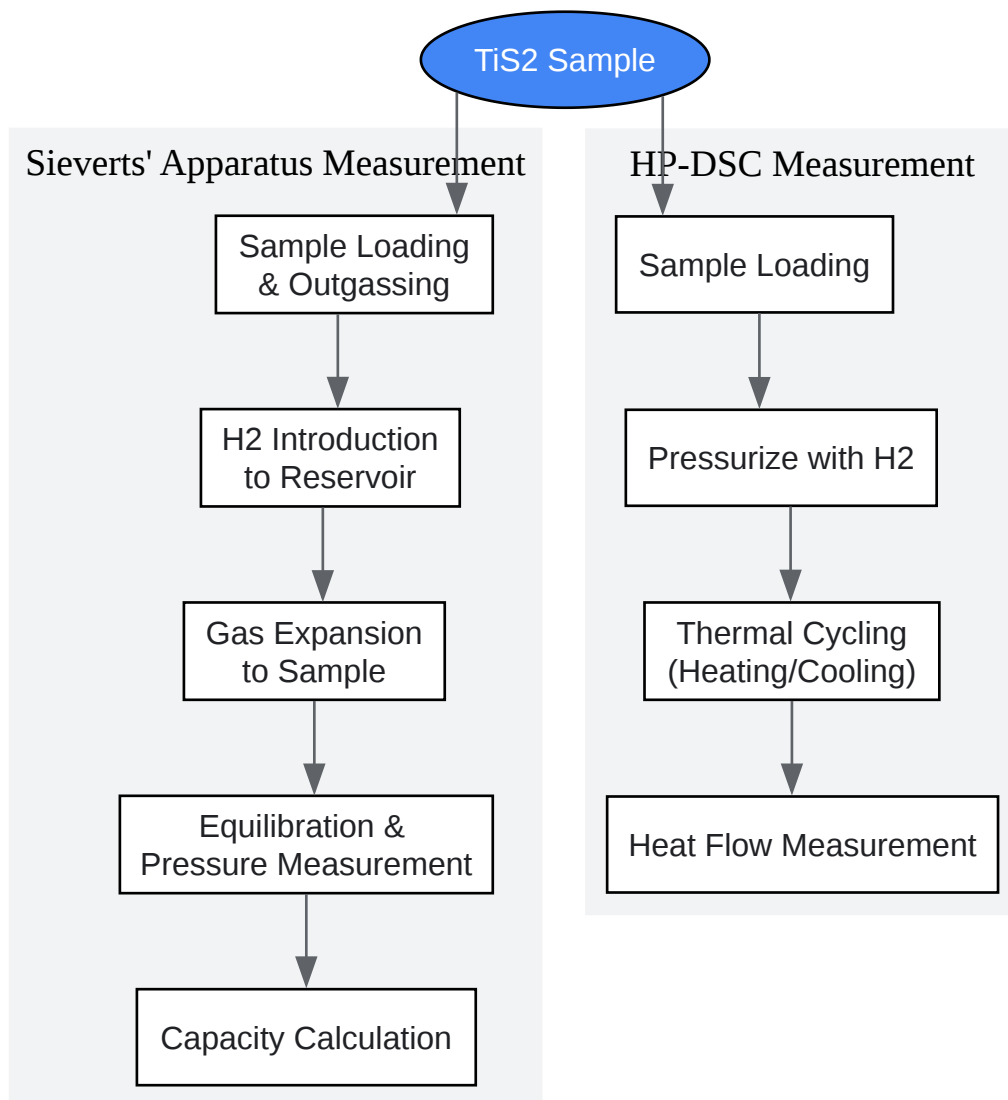 TiS2 Sample
Sieverts' Apparatus Measurement
Sample Loading
& Outgassing
H2 Introduction
to Reservoir
Gas Expansion
to Sample
Equilibration &
Pressure Measurement
Capacity Calculation
HP-DSC Measurement
Sample Loading
Pressurize with H2
Thermal Cycling
(Heating/Cooling)
Heat Flow Measurement